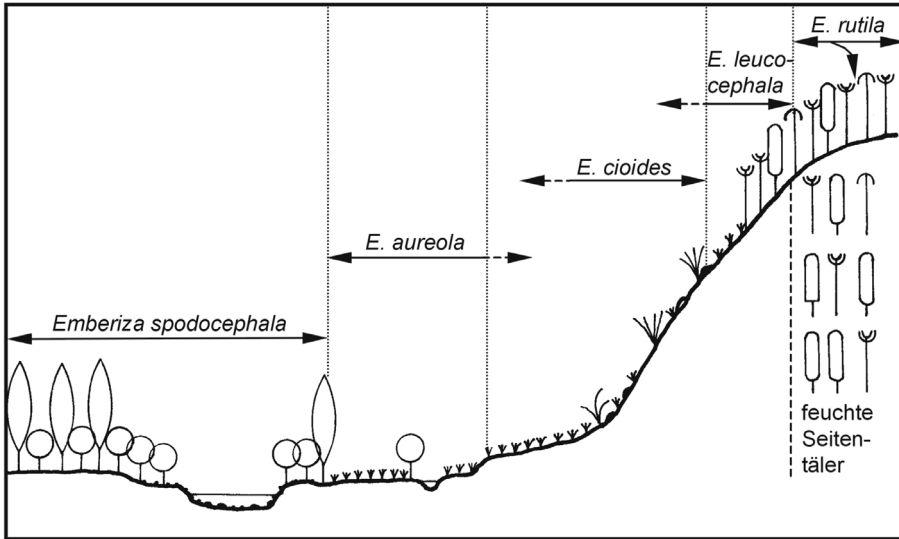 E. rutila
E. leuco-
cephala
E. cioides
E. aureola
Emberiza spodocephala
feuchte
Seiten-
täler